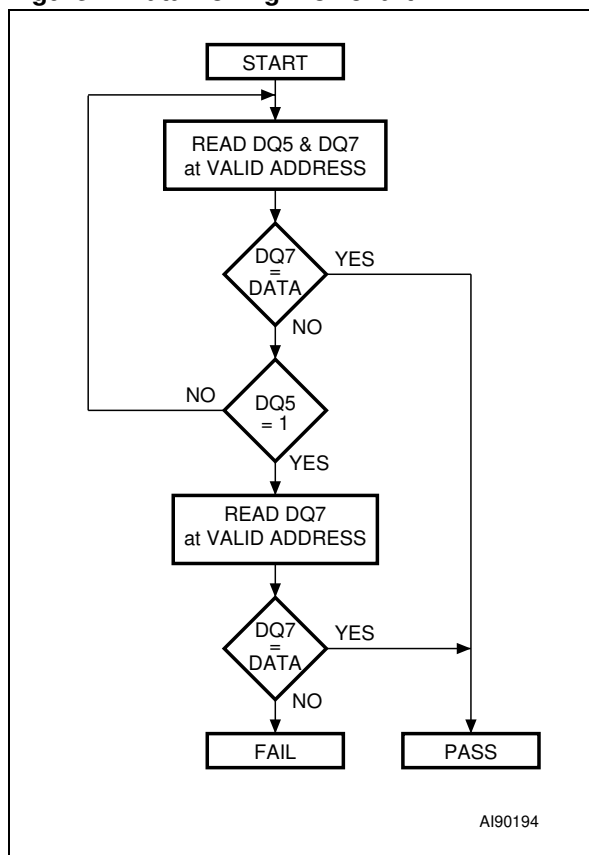 START
READ DQ5 & DQ7
at VALID ADDRESS
DQ7
=
DATA
YES
NO
NO
DQ5
= 1
YES
READ DQ7
at VALID ADDRESS
DQ7
=
DATA
YES
NO
FAIL
PASS
AI90194